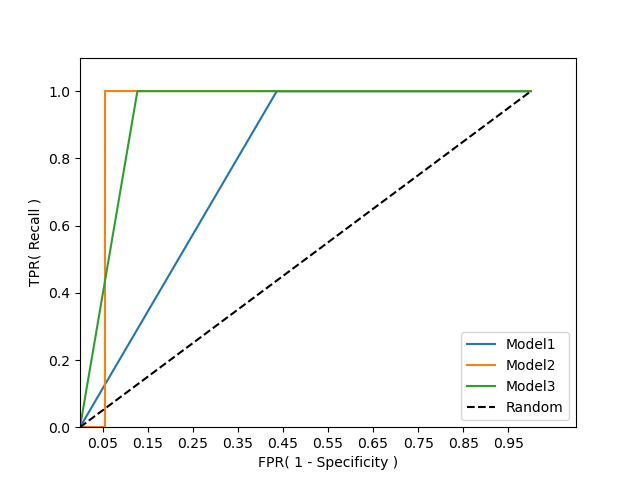 1.0
0.8
0.6
0.4
0.2
0.0
TPR( Recall )
0.05 0.15 0.25 0.35 0.45 0.55 0.65 0.75 0.85 0.95
FPR( 1 - Specificity )
Model1
Model2
Model3
Random